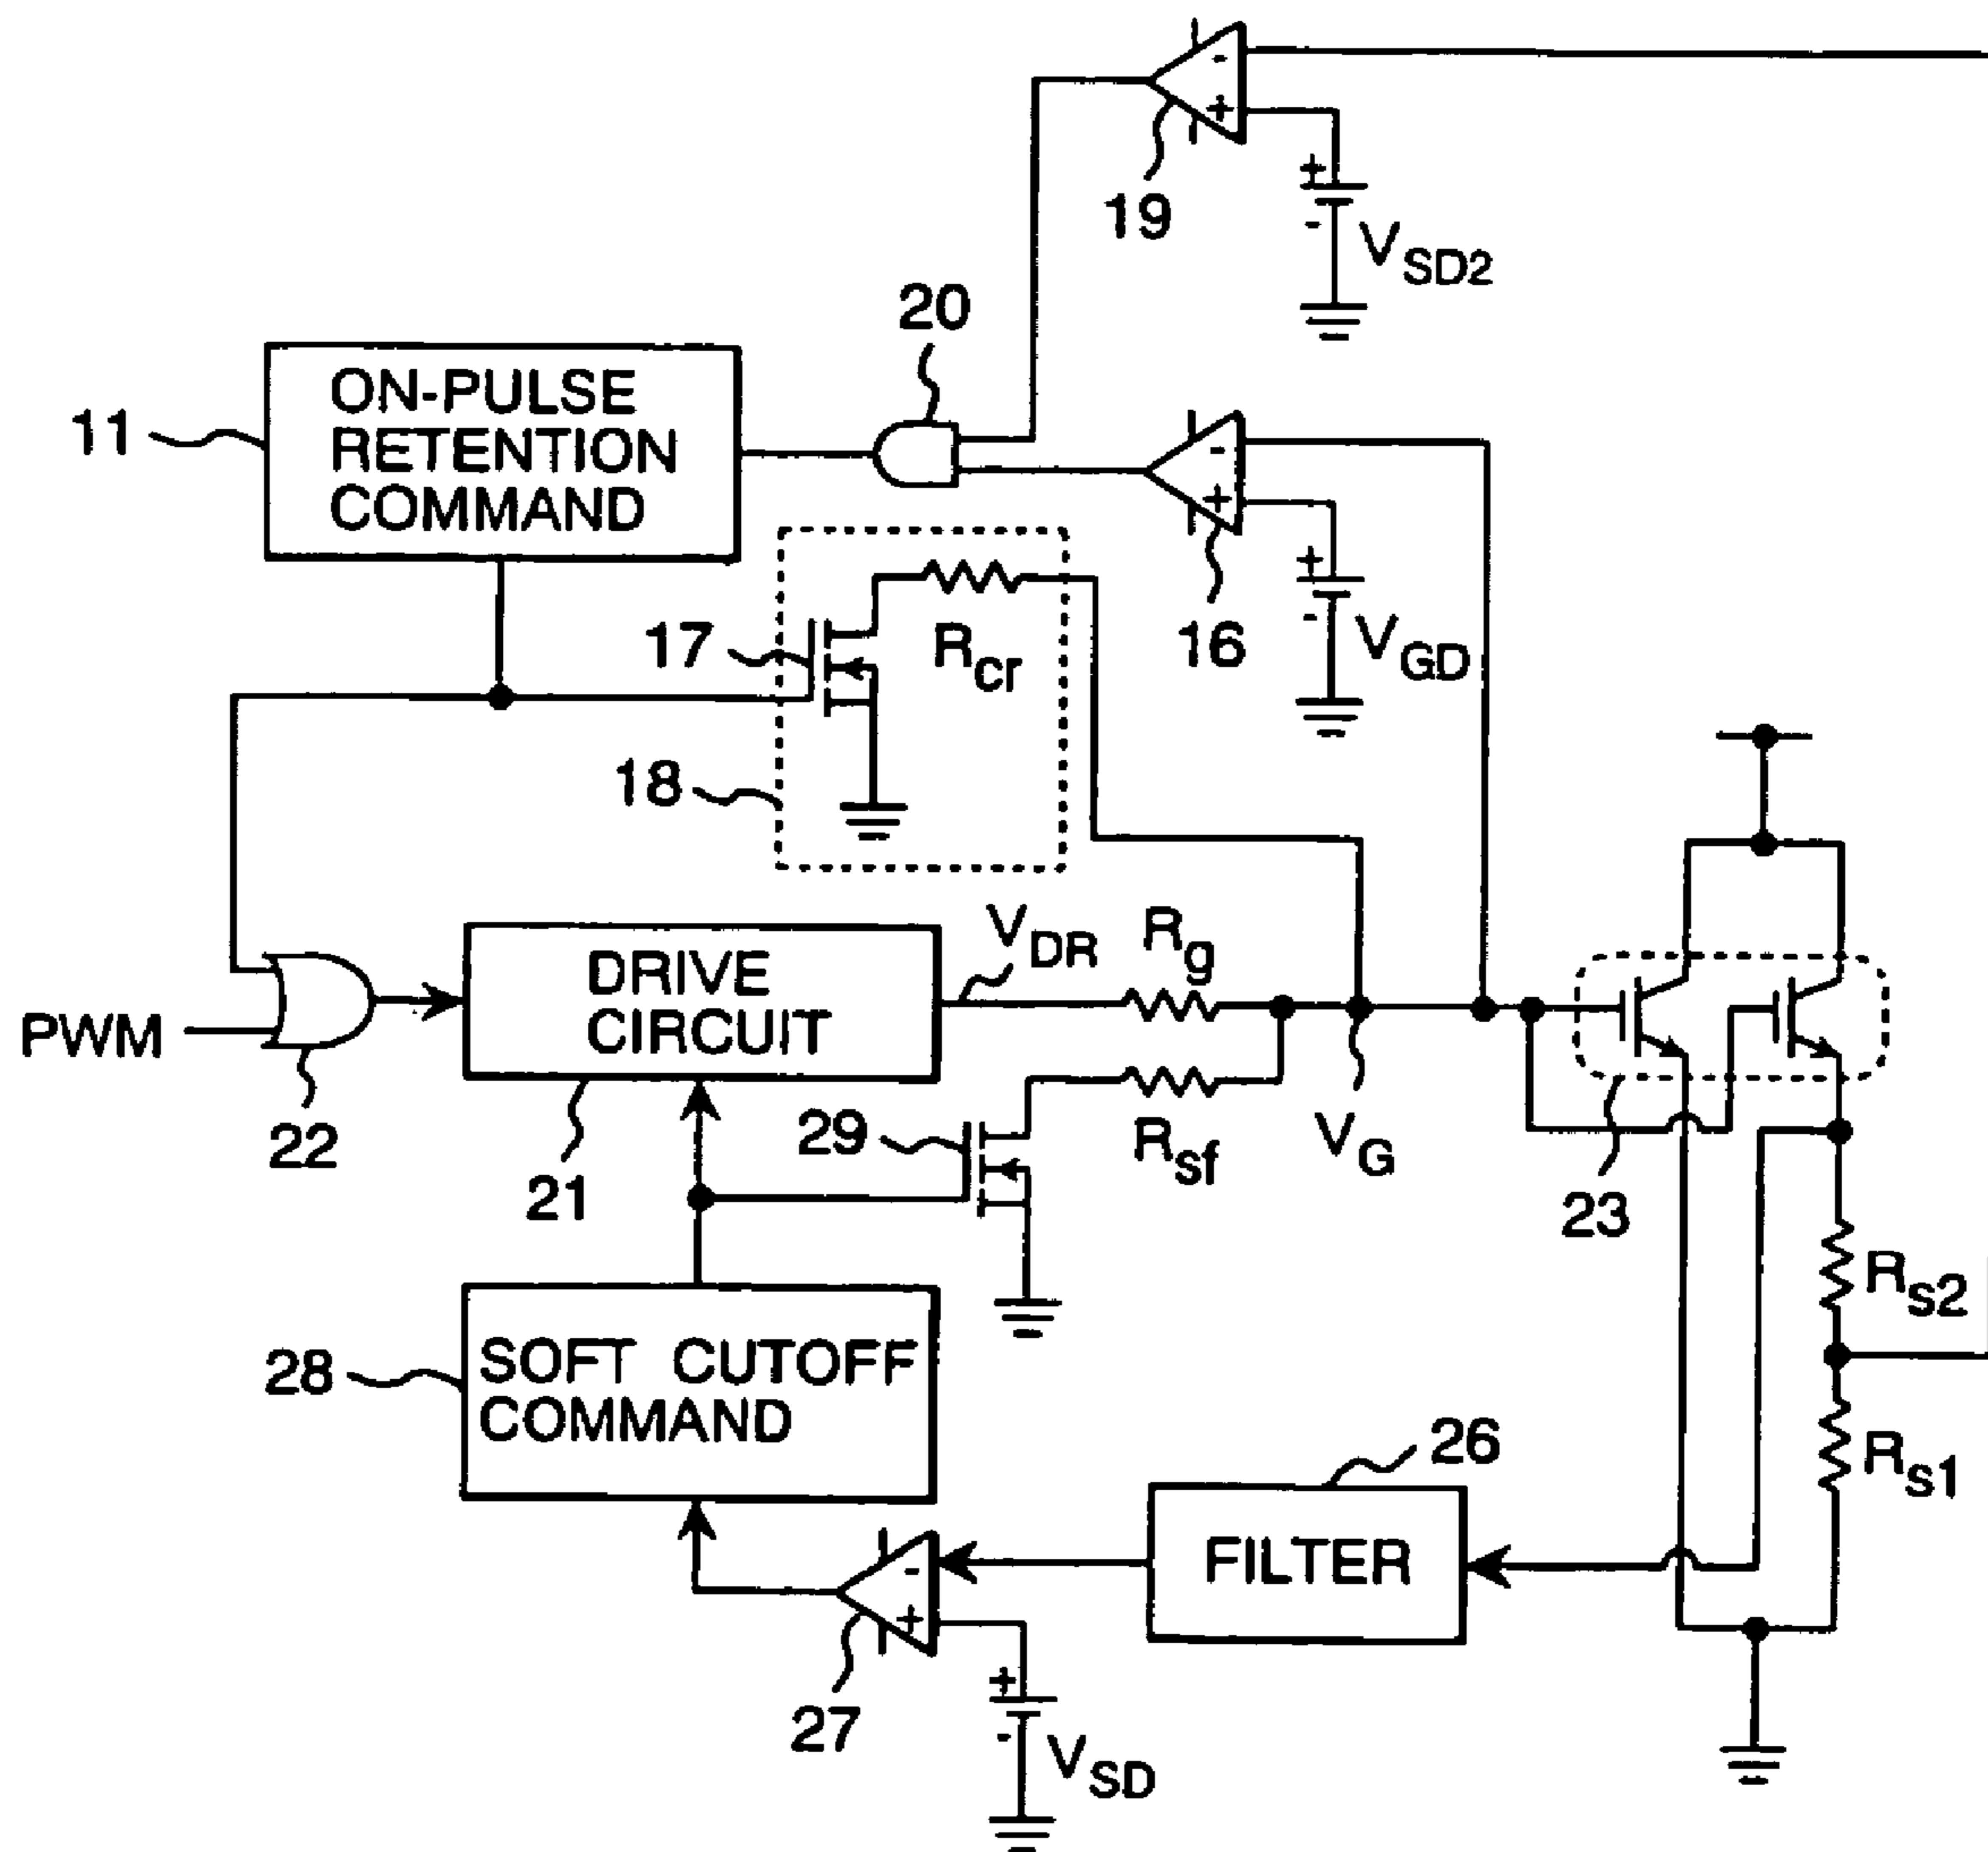 19
-
+
+
-
VSD2
20
ON-PULSE
RETENTION
COMMAND
11
-
+
+
-
16
VGD
17
Rcr
18
VDR
Rg
DRIVE
CIRCUIT
PWM
22
21
29
Rsf
VG
23
Rs2
28
SOFT CUTOFF
COMMAND
26
Rs1
FILTER
-
+
27
+
-
VSD